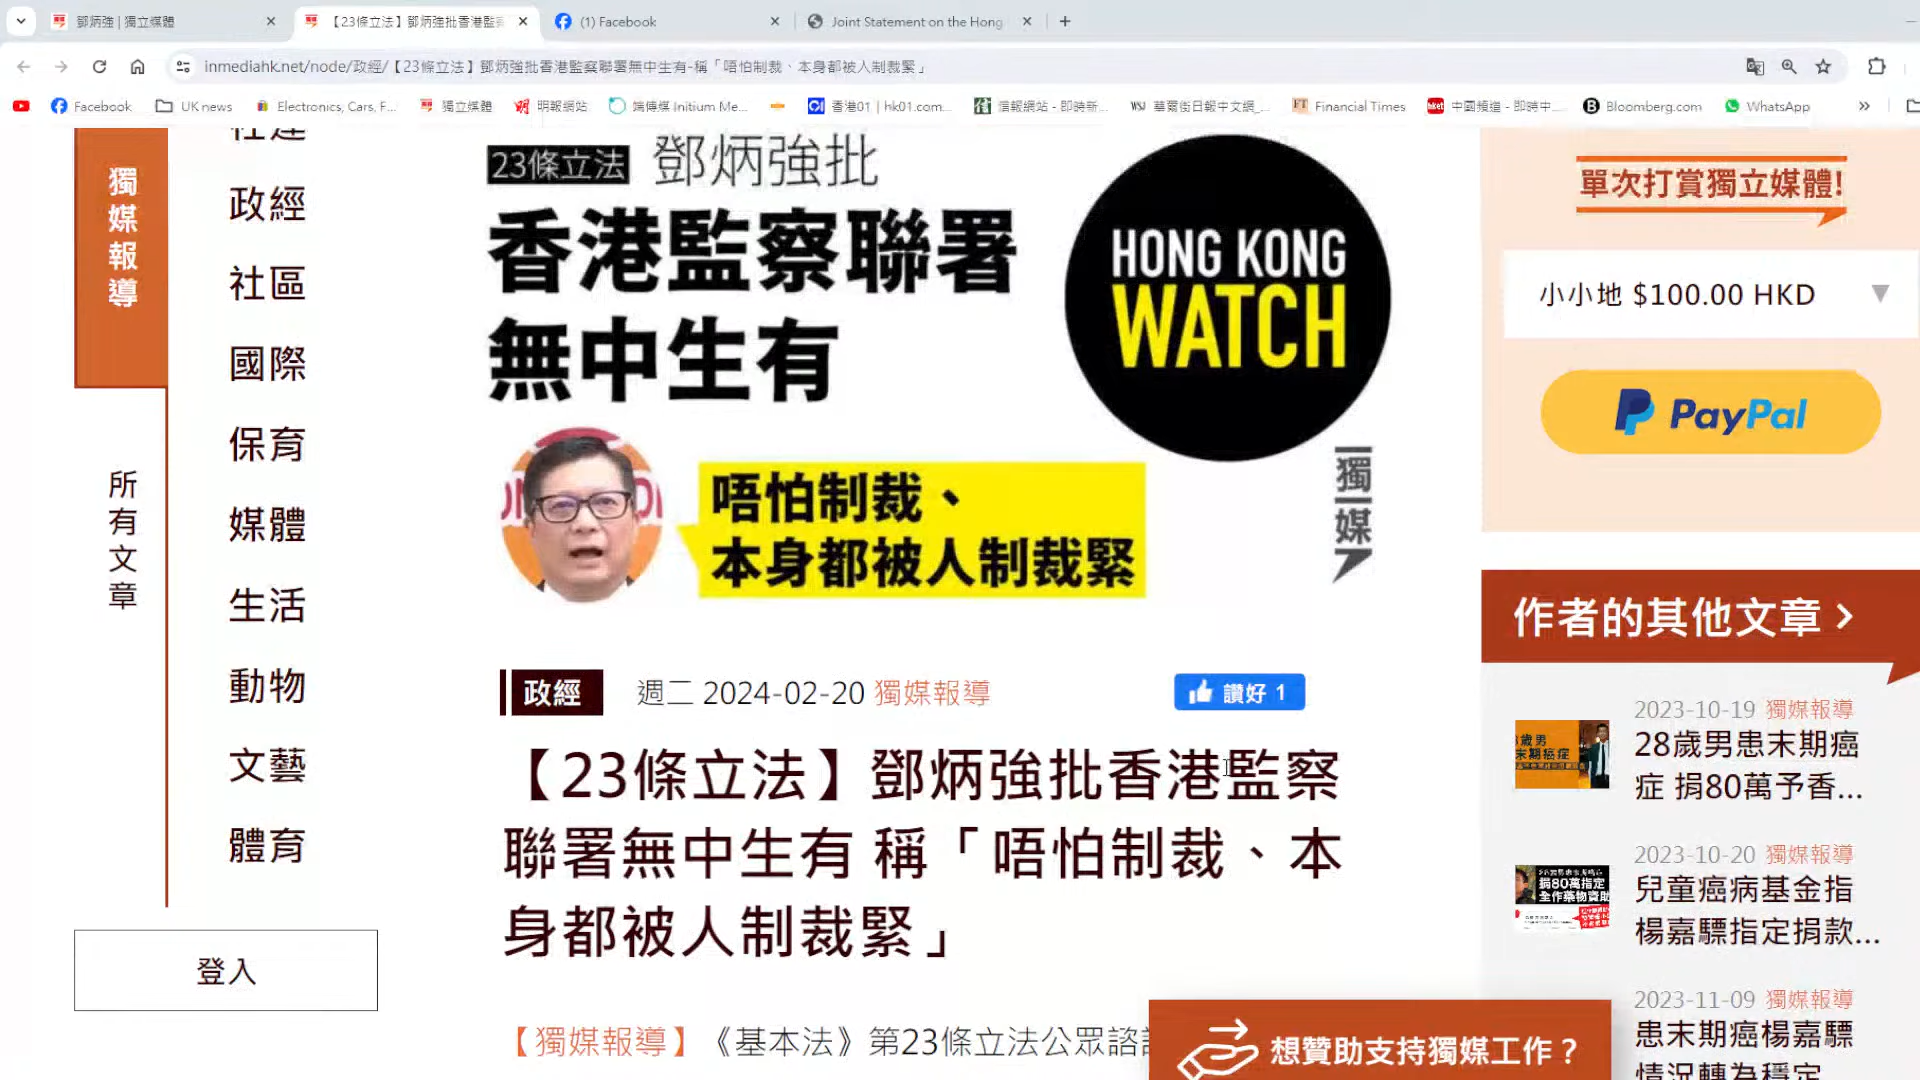 鄧炳強 | 獨立媒體
【23條立法】鄧炳強批香港監察
(1) Facebook
Joint Statement on the Hong
inmediahk.net/node/政經/【23條立法】鄧炳強批香港監察聯署無中生有-稱「唔怕制裁、本身都被人制裁緊」
Facebook
UK news
Electronics, Cars, F...
獨立媒體
明報網站
端傳媒 Initium Me...
香港01 | hk01.com...
信報網站 - 即時新...
WSJ
華爾街日報中文網_...
FT
Financial Times
hket
中國頻道 - 即時中...
B
Bloomberg.com
WhatsApp
獨媒報導
所有文章
社運
政經
社區
國際
保育
媒體
生活
動物
文藝
體育
登入
23條立法 鄧炳強批
香港監察聯署
無中生有
HONG KONG
WATCH
唔怕制裁、
本身都被人制裁緊
獨媒
政經 週二 2024-02-20 獨媒報導
讚好 1
【23條立法】鄧炳強批香港監察
聯署無中生有 稱「唔怕制裁、本
身都被人制裁緊」
【獨媒報導】《基本法》第23條立法公眾諮
想贊助支持獨媒工作？
單次打賞獨立媒體!
小小地 $100.00 HKD
PayPal
作者的其他文章
2023-10-19 獨媒報導
28歲男患末期癌
症 捐80萬予香...
2023-10-20 獨媒報導
兒童癌病基金指
楊嘉驃指定捐款...
2023-11-09 獨媒報導
患末期癌楊嘉驃
情況轉為穩定